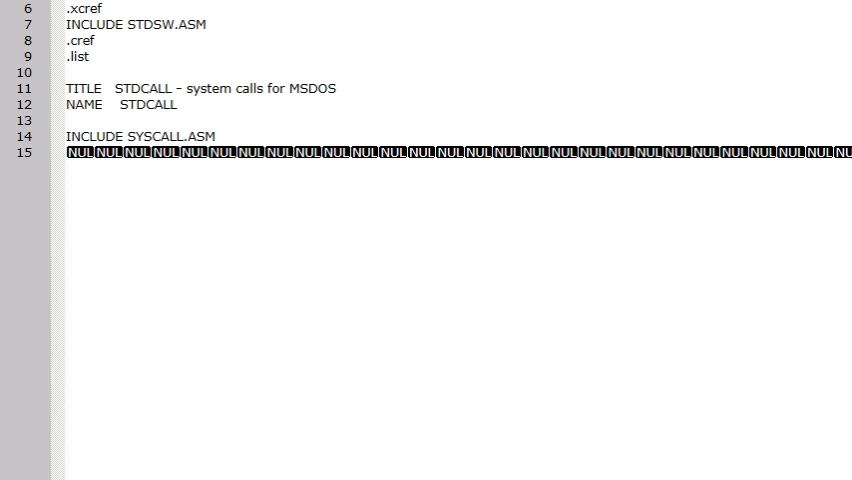 6 .xcref
7 INCLUDE STDSW.ASM
8 .cref
9 .list
10
11 TITLE STDCALL - system calls for MSDOS
12 NAME STDCALL
13
14 INCLUDE SYSCALL.ASM
15 NUL NUL NUL NUL NUL NUL NUL NUL NUL NUL NUL NUL NUL NUL NUL NUL NUL NUL NUL NUL NUL NUL NUL NUL NUL NUL NUL NU